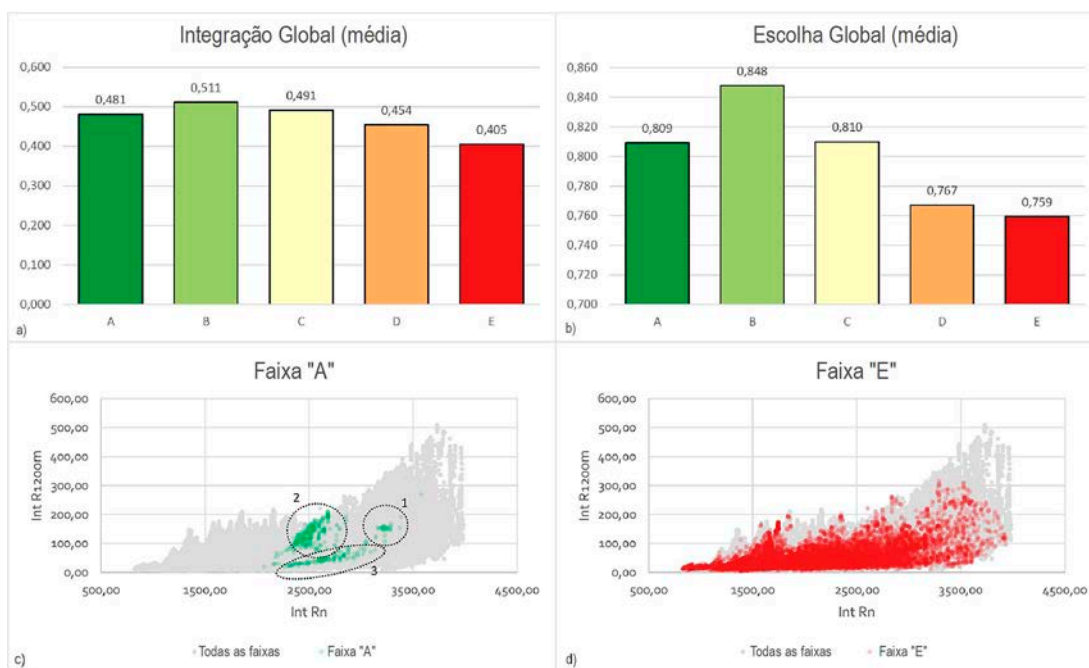 Integração Global (média)
0,600
0,500
0,400
0,300
0,200
0,100
0,000
0,481
0,511
0,491
0,454
0,405
A B C D E
a)
Escolha Global (média)
0,860
0,840
0,820
0,800
0,780
0,760
0,740
0,720
0,700
0,809
0,848
0,810
0,767
0,759
A B C D E
b)
Faixa "A"
600,00
500,00
400,00
300,00
200,00
100,00
0,00
Int R1200m
2
1
3
500,00 1500,00 2500,00 3500,00 4500,00
Int Rn
Todas as faixas Faixa "A"
c)
Faixa "E"
600,00
500,00
400,00
300,00
200,00
100,00
0,00
Int R1200m
500,00 1500,00 2500,00 3500,00 4500,00
Int Rn
Todas as faixas Faixa "E"
d)